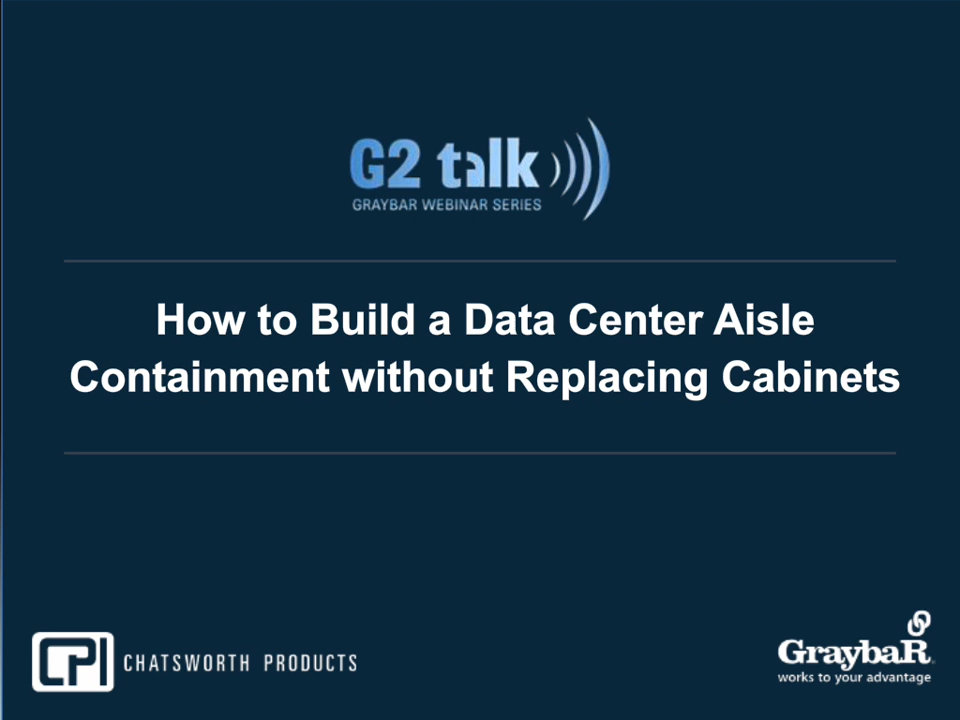 G2 talk
GRAYBAR WEBINAR SERIES
How to Build a Data Center Aisle
Containment without Replacing Cabinets
CPI CHATSWORTH PRODUCTS
GraybaR
works to your advantage